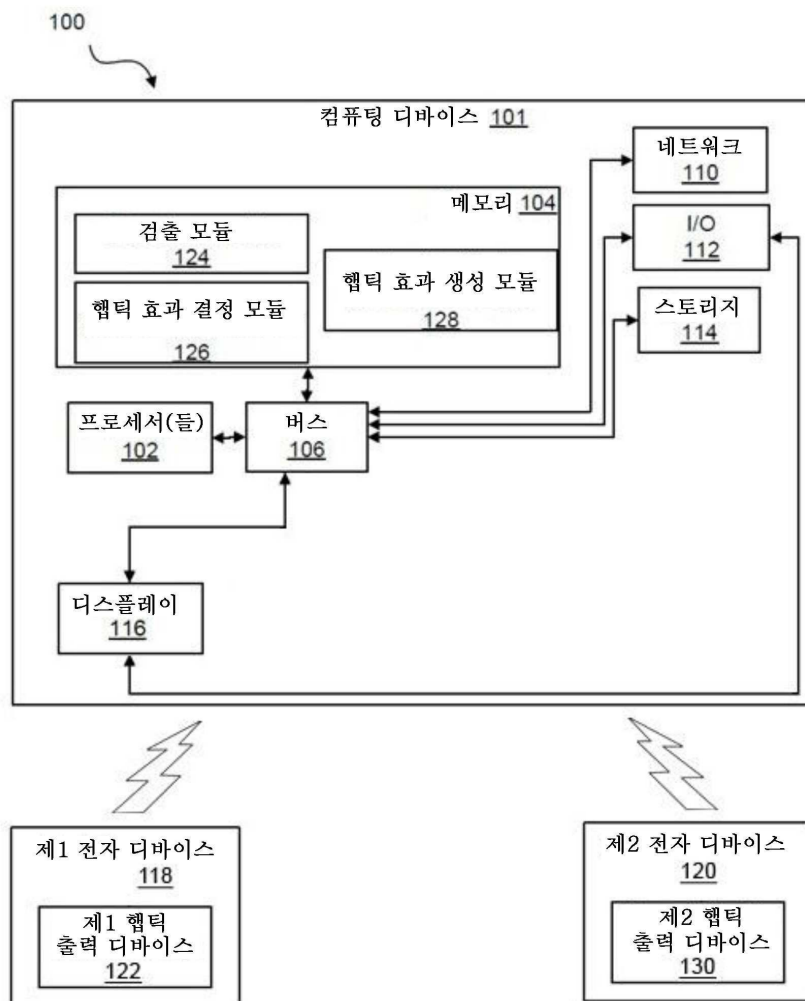 100
컴퓨팅 디바이스 101
네트워크
110
메모리 104
I/O
112
검출 모듈
124
햅틱 효과 생성 모듈
128
햅틱 효과 결정 모듈
126
스토리지
114
프로세서(들)
102
버스
106
디스플레이
116
제1 전자 디바이스
118
제1 햅틱
출력 디바이스
122
제2 전자 디바이스
120
제2 햅틱
출력 디바이스
130